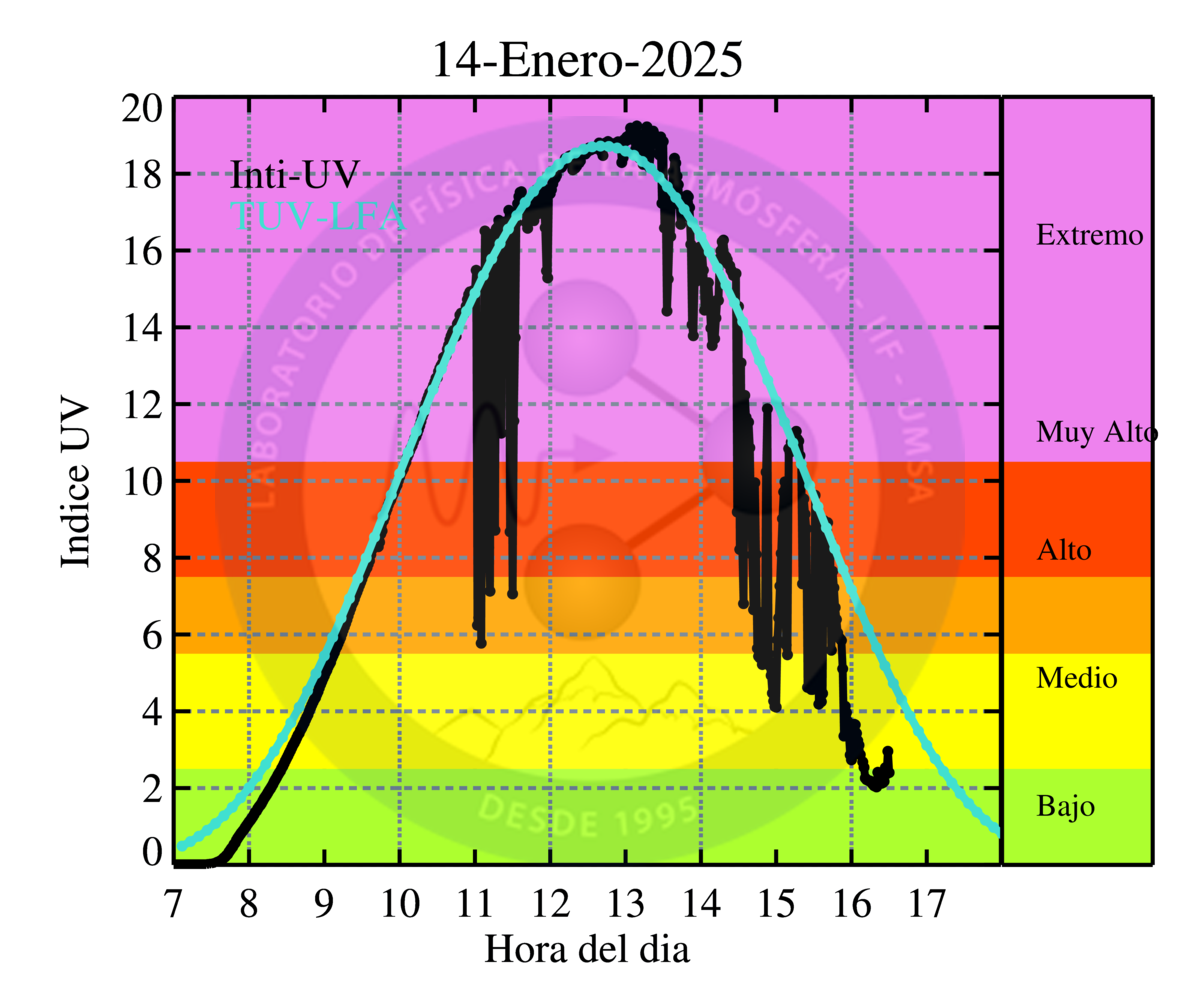 14-Enero-2025
Indice UV
20
18
16
14
12
10
8
6
4
2
0
Inti-UV
TUV-LFA
Extremo
Muy Alto
Alto
Medio
Bajo
7 8 9 10 11 12 13 14 15 16 17
Hora del dia
LABORATORIO DE FÍSICA DE LA ATMÓSFERA - IIF - UMSA
DESDE 1995